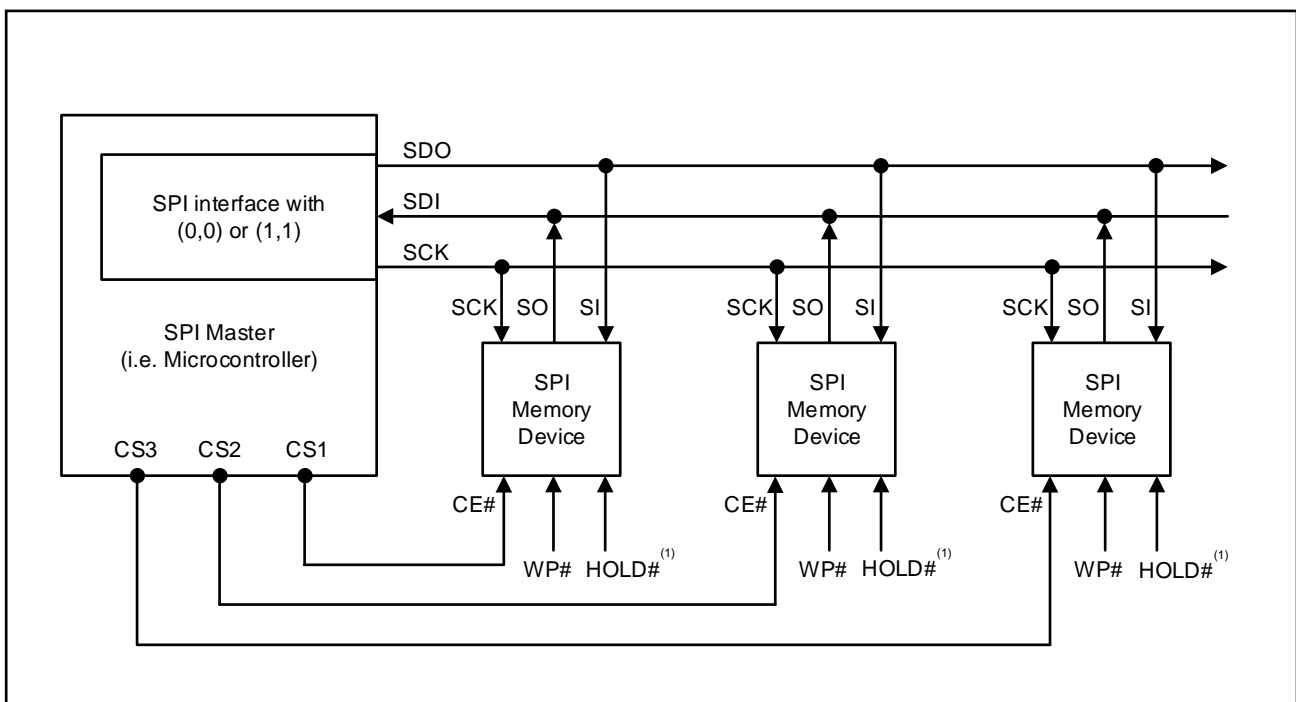 SDO
SPI interface with
(0,0) or (1,1)
SDI
SCK
SPI Master
(i.e. Microcontroller)
CS3 CS2 CS1
SCK SO SI
SPI
Memory
Device
CE#
WP# HOLD#(1)
SCK SO SI
SPI
Memory
Device
CE#
WP# HOLD#(1)
SCK SO SI
SPI
Memory
Device
CE#
WP# HOLD#(1)